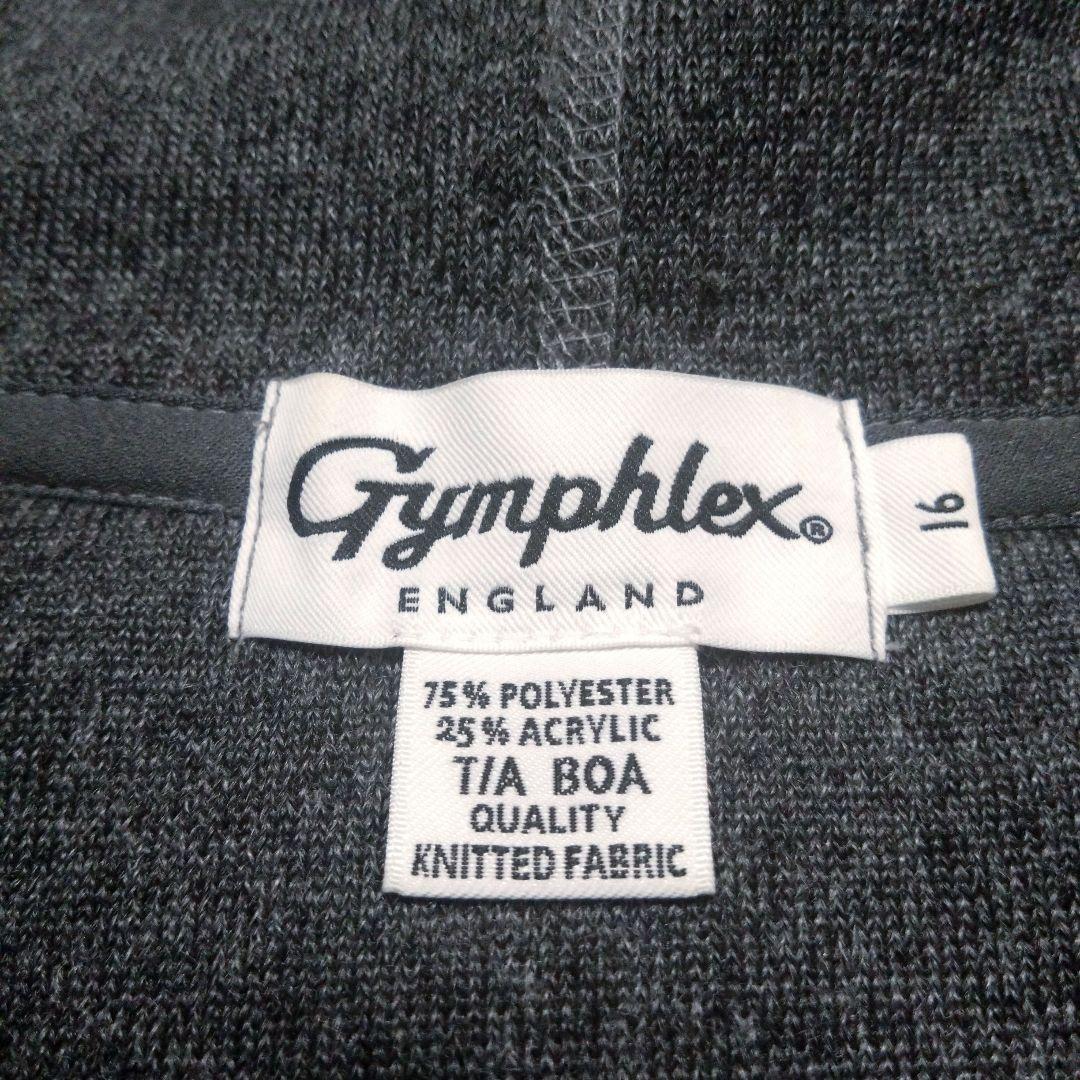 Gymphlex®
ENGLAND
16
75% POLYESTER
25% ACRYLIC
T/A BOA
QUALITY
KNITTED FABRIC